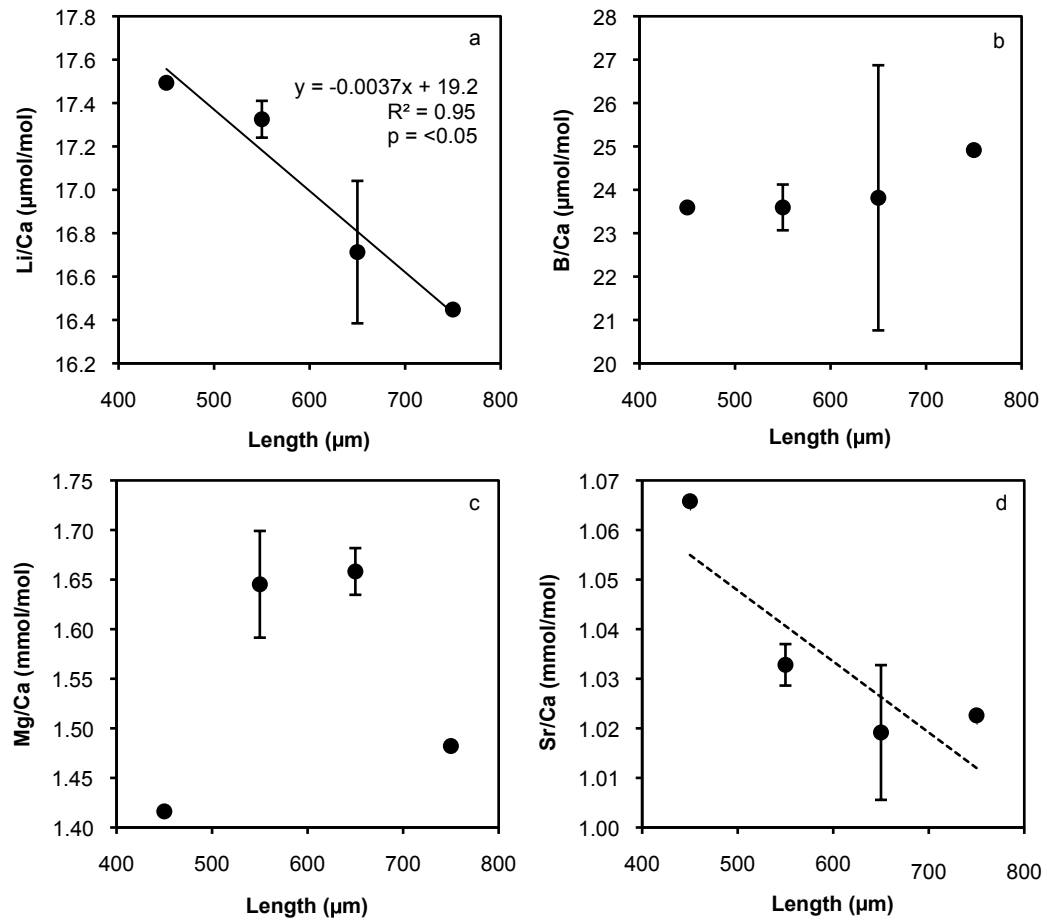 a
y = -0.0037x + 19.2
R² = 0.95
p = <0.05
Li/Ca (µmol/mol)
17.8
17.6
17.4
17.2
17.0
16.8
16.6
16.4
16.2
400 500 600 700 800
Length (µm)
b
B/Ca (µmol/mol)
28
27
26
25
24
23
22
21
20
400 500 600 700 800
Length (µm)
c
Mg/Ca (mmol/mol)
1.75
1.70
1.65
1.60
1.55
1.50
1.45
1.40
400 500 600 700 800
Length (µm)
d
Sr/Ca (mmol/mol)
1.07
1.06
1.05
1.04
1.03
1.02
1.01
1.00
400 500 600 700 800
Length (µm)